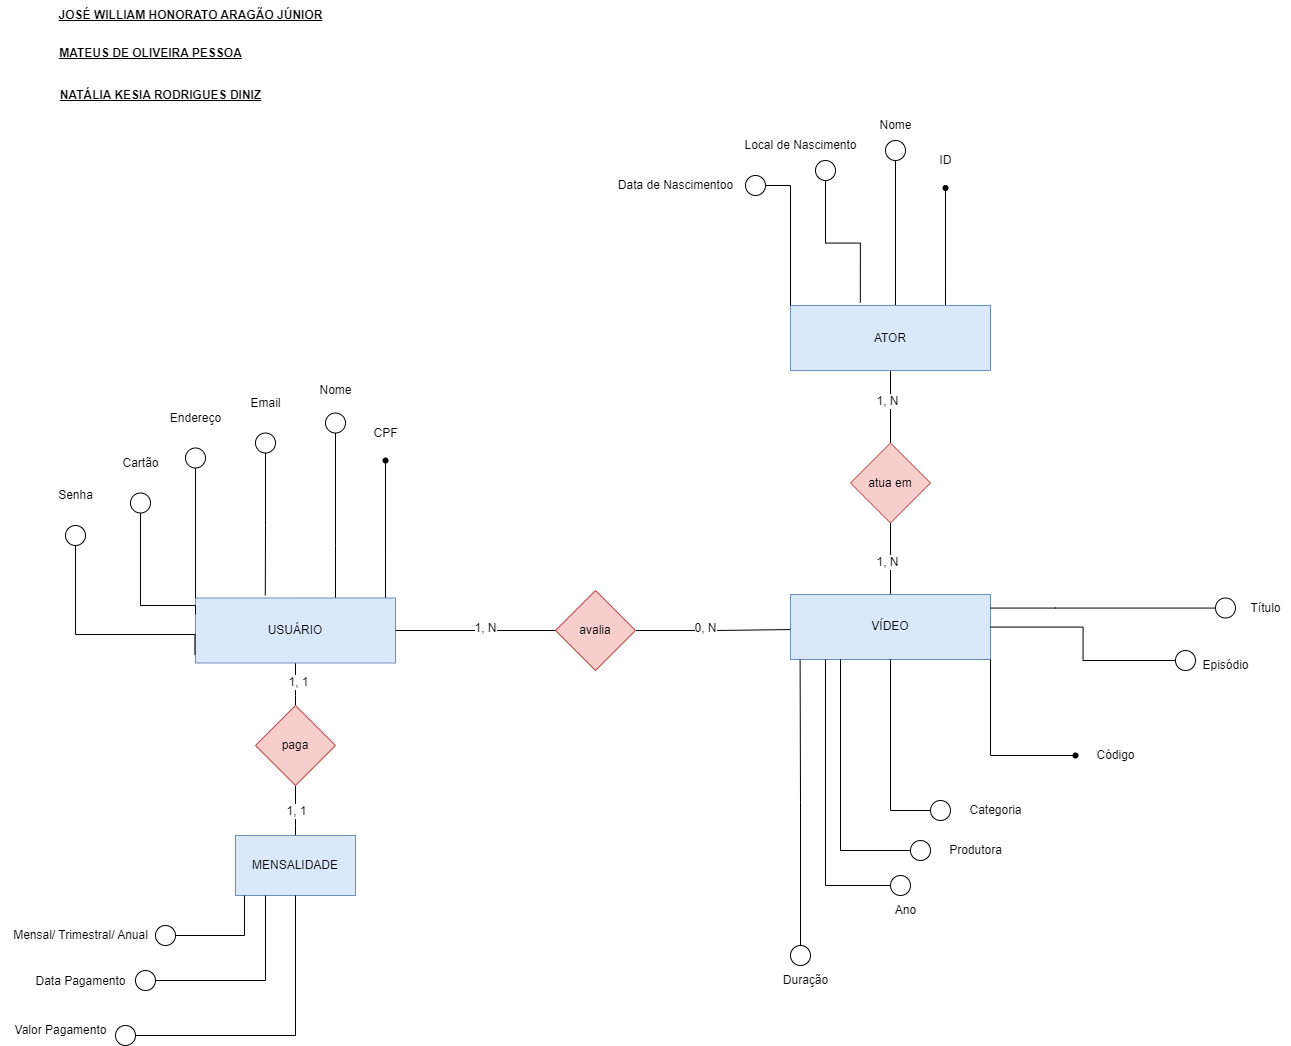 JOSÉ WILLIAM HONORATO ARAGÃO JÚNIOR
MATEUS DE OLIVEIRA PESSOA
NATÁLIA KESIA RODRIGUES DINIZ
Nome
Local de Nascimento
ID
Data de Nascimentoo
ATOR
1, N
atua em
1, N
Nome
Email
Endereço
CPF
Cartão
Senha
USUÁRIO
1, N
avalia
0, N
VÍDEO
Título
Episódio
Código
Categoria
Produtora
Ano
Duração
1, 1
paga
1, 1
MENSALIDADE
Mensal/ Trimestral/ Anual
Data Pagamento
Valor Pagamento